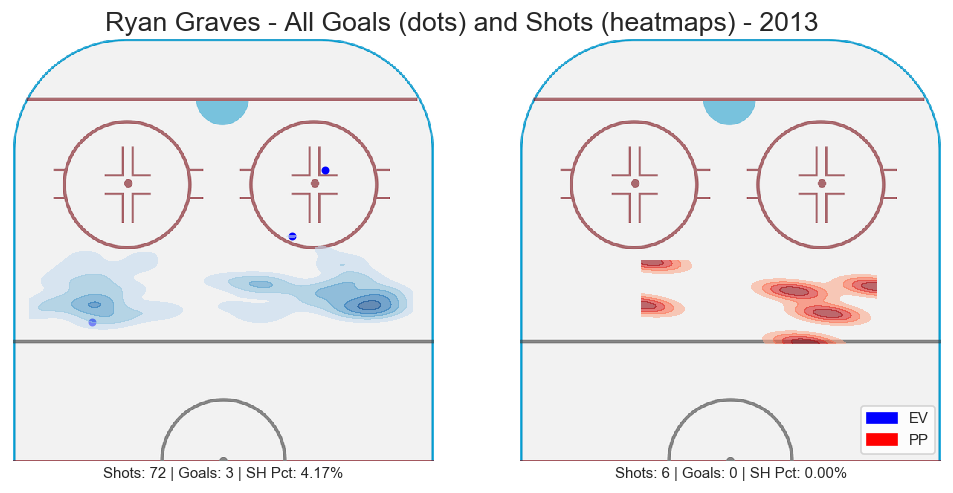 Ryan Graves - All Goals (dots) and Shots (heatmaps) - 2013
EV
PP
Shots: 72 | Goals: 3 | SH Pct: 4.17%
Shots: 6 | Goals: 0 | SH Pct: 0.00%